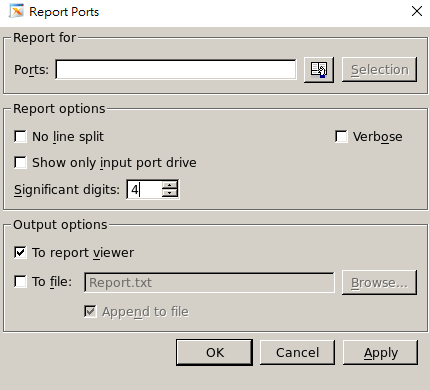 Report Ports
Report for
Ports:
Selection
Report options
No line split
Verbose
Show only input port drive
Significant digits: 4
Output options
To report viewer
To file: Report.txt
Browse...
Append to file
OK
Cancel
Apply